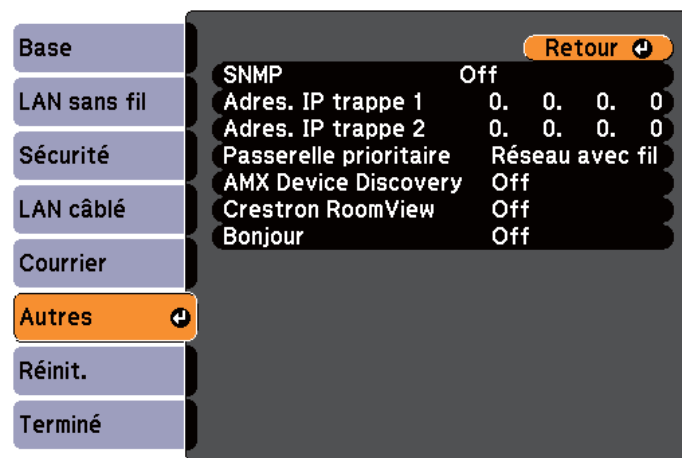 Base
LAN sans fil
Sécurité
LAN câblé
Courrier
Autres
Réinit.
Terminé
Retour
SNMP Off
Adres. IP trappe 1 0. 0. 0. 0
Adres. IP trappe 2 0. 0. 0. 0
Passerelle prioritaire Réseau avec fil
AMX Device Discovery Off
Crestron RoomView Off
Bonjour Off